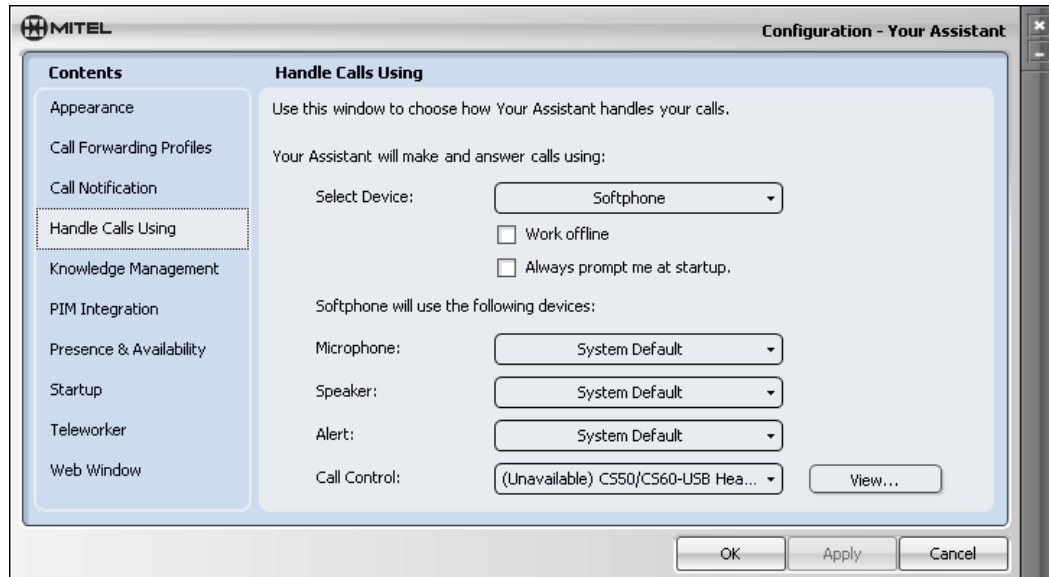 MITEL
Configuration - Your Assistant
Contents
Appearance
Call Forwarding Profiles
Call Notification
Handle Calls Using
Knowledge Management
PIM Integration
Presence & Availability
Startup
Teleworker
Web Window
Handle Calls Using
Use this window to choose how Your Assistant handles your calls.
Your Assistant will make and answer calls using:
Select Device: Softphone
Work offline
Always prompt me at startup.
Softphone will use the following devices:
Microphone: System Default
Speaker: System Default
Alert: System Default
Call Control: (Unavailable) CS50/CS60-USB Hea... View...
OK Apply Cancel